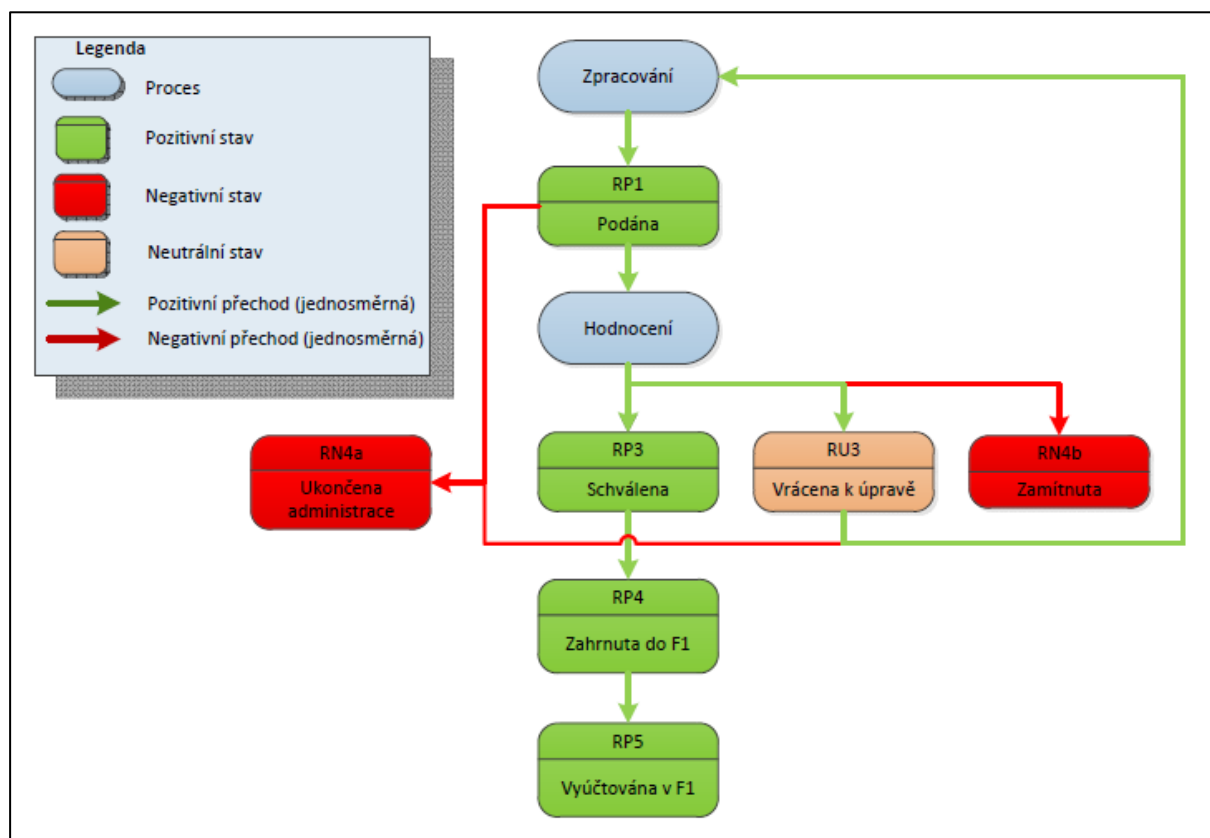 Legenda
Proces
Pozitivní stav
Negativní stav
Neutrální stav
Pozitivní přechod (jednosměrná)
Negativní přechod (jednosměrná)
Zpracování
RP1
Podána
Hodnocení
RN4a
Ukončena
administrace
RP3
Schválena
RU3
Vrácena k úpravě
RN4b
Zamítnuta
RP4
Zahrnuta do F1
RP5
Vyúčtována v F1